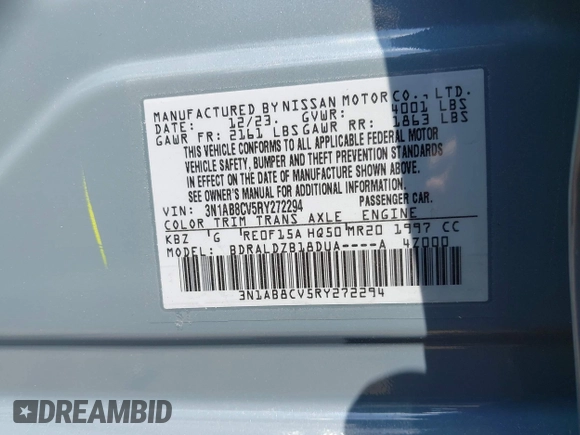 MANUFACTURED BY NISSAN MOTOR CO., LTD.
DATE: 12/23. GVWR: 4001 LBS
GAWR FR: 2161 LBS GAWR RR: 1863 LBS
THIS VEHICLE CONFORMS TO ALL APPLICABLE FEDERAL MOTOR
VEHICLE SAFETY, BUMPER AND THEFT PREVENTION STANDARDS
IN EFFECT ON THE DATE OF MANUFACTURE SHOWN ABOVE.
SEE OWNER'S MANUAL FOR ADDITIONAL INFORMATION
VIN: 3N1AB8CV5RY272294 PASSENGER CAR.
COLOR TRIM TRANS AXLE ENGINE
KBZ G RE0F15A HQ50 MR20 1997 CC
MODEL: BDRALDZB18DUA----A 4Z000
3N1AB8CV5RY272294
DREAMBID